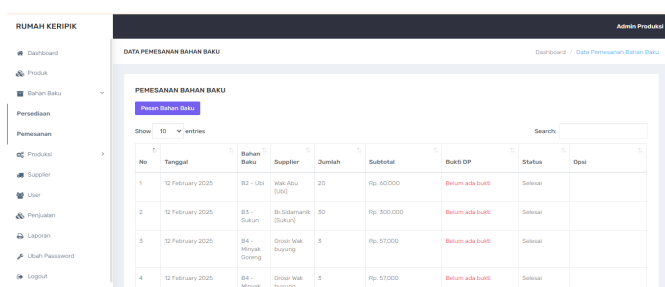 RUMAH KERIPIK
Admin Produksi
Dashboard
Produk
Bahan Baku
Persediaan
Pemesanan
Produksi
Supplier
User
Penjualan
Laporan
Ubah Password
Logout
DATA PEMESANAN BAHAN BAKU
Dashboard / Data Pemesanan Bahan Baku
PEMESANAN BAHAN BAKU
Pesan Bahan Baku
Show 10 entries
Search:
No Tanggal Bahan Baku Supplier Jumlah Subtotal Bukti DP Status Opsi
1 12 February 2025 B2 - Ubi Wak Abu (Ubi) 20 Rp. 60,000 Belum ada bukti Selesai
2 12 February 2025 B3 - Sukun Br.Sidamanik (Sukun) 30 Rp. 300,000 Belum ada bukti Selesai
3 12 February 2025 B4 - Minyak Goreng Grosir Wak buyung 3 Rp. 57,000 Belum ada bukti Selesai
4 12 February 2025 B4 - Minyak Grosir Wak buyung 3 Rp. 57,000 Belum ada bukti Selesai